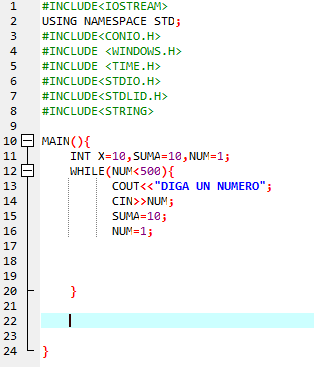 1 #INCLUDE<IOSTREAM>
2 USING NAMESPACE STD;
3 #INCLUDE<CONIO.H>
4 #INCLUDE <WINDOWS.H>
5 #INCLUDE <TIME.H>
6 #INCLUDE<STDIO.H>
7 #INCLUDE<STDLID.H>
8 #INCLUDE<STRING>
9
10 MAIN(){
11 INT X=10,SUMA=10,NUM=1;
12 WHILE(NUM<500){
13 COUT<<"DIGA UN NUMERO";
14 CIN>>NUM;
15 SUMA=10;
16 NUM=1;
17
18
19
20 }
21
22
23
24 }